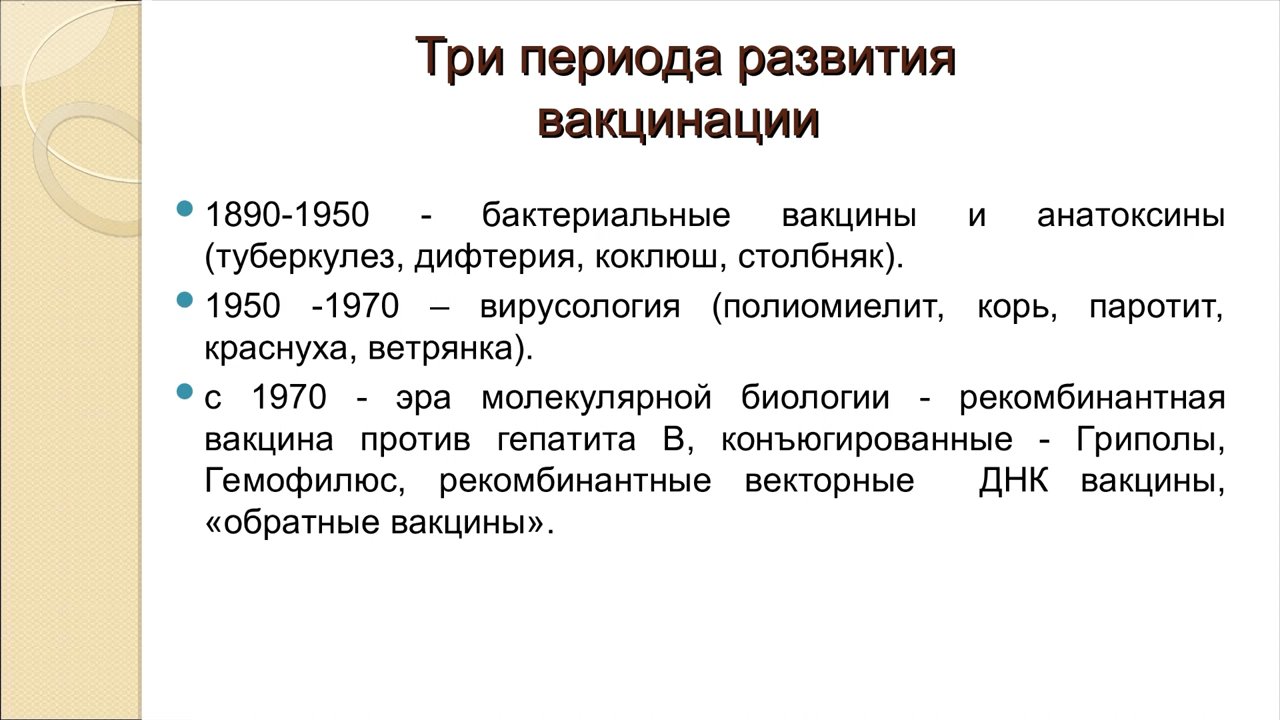 Три периода развития
вакцинации
1890-1950 - бактериальные вакцины и анатоксины
(туберкулез, дифтерия, коклюш, столбняк).
1950 -1970 – вирусология (полиомиелит, корь, паротит,
краснуха, ветрянка).
с 1970 - эра молекулярной биологии - рекомбинантная
вакцина против гепатита В, конъюгированные - Гриполы,
Гемофилюс, рекомбинантные векторные ДНК вакцины,
«обратные вакцины».